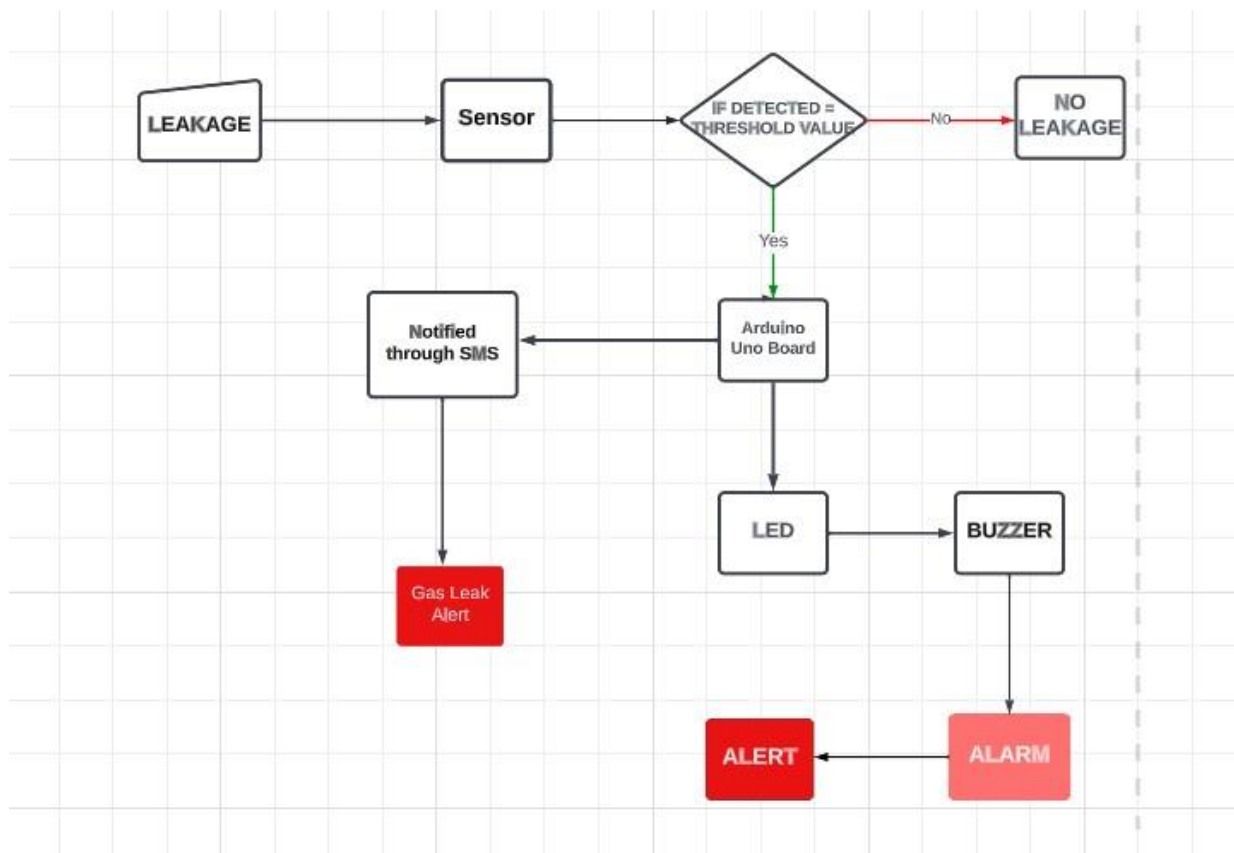 LEAKAGE
Sensor
IF DETECTED =
THRESHOLD VALUE
No
NO
LEAKAGE
Yes
Notified
through SMS
Arduino
Uno Board
LED
BUZZER
Gas Leak
Alert
ALERT
ALARM